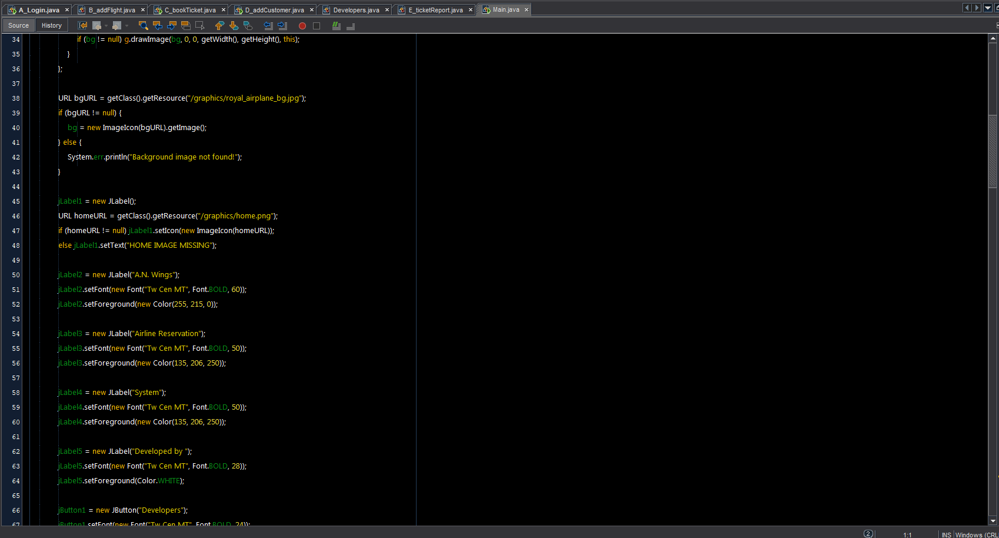 A_Login.java B_addFlight.java C_bookTicket.java D_addCustomer.java Developers.java E_ticketReport.java Main.java
Source History
34 if (bg != null) g.drawImage(bg, 0, 0, getWidth(), getHeight(), this);
35 }
36 };
37
38 URL bgURL = getClass().getResource("/graphics/royal_airplane_bg.jpg");
39 if (bgURL != null) {
40 bg = new ImageIcon(bgURL).getImage();
41 } else {
42 System.err.println("Background image not found!");
43 }
44
45 jLabel1 = new JLabel();
46 URL homeURL = getClass().getResource("/graphics/home.png");
47 if (homeURL != null) jLabel1.setIcon(new ImageIcon(homeURL));
48 else jLabel1.setText("HOME IMAGE MISSING");
49
50 jLabel2 = new JLabel("A.N. Wings");
51 jLabel2.setFont(new Font("Tw Cen MT", Font.BOLD, 60));
52 jLabel2.setForeground(new Color(255, 215, 0));
53
54 jLabel3 = new JLabel("Airline Reservation");
55 jLabel3.setFont(new Font("Tw Cen MT", Font.BOLD, 50));
56 jLabel3.setForeground(new Color(135, 206, 250));
57
58 jLabel4 = new JLabel("System");
59 jLabel4.setFont(new Font("Tw Cen MT", Font.BOLD, 50));
60 jLabel4.setForeground(new Color(135, 206, 250));
61
62 jLabel5 = new JLabel("Developed by ");
63 jLabel5.setFont(new Font("Tw Cen MT", Font.BOLD, 28));
64 jLabel5.setForeground(Color.WHITE);
65
66 jButton1 = new JButton("Developers");
67 jButton1.setFont(new Font("Tw Cen MT", Font.BOLD, 24));
2 1:1 INS Windows (CRL